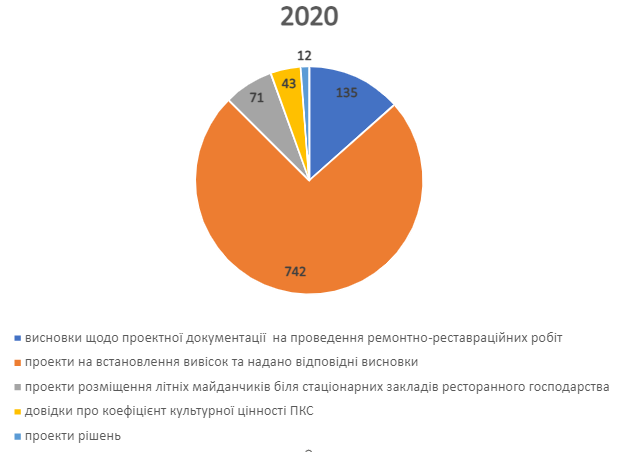 2020
12
135
43
71
742
висновки щодо проектної документації на проведення ремонтно-реставраційних робіт
проекти на встановлення вивісок та надано відповідні висновки
проекти розміщення літніх майданчиків біля стаціонарних закладів ресторанного господарства
довідки про коефіцієнт культурної цінності ПКС
проекти рішень